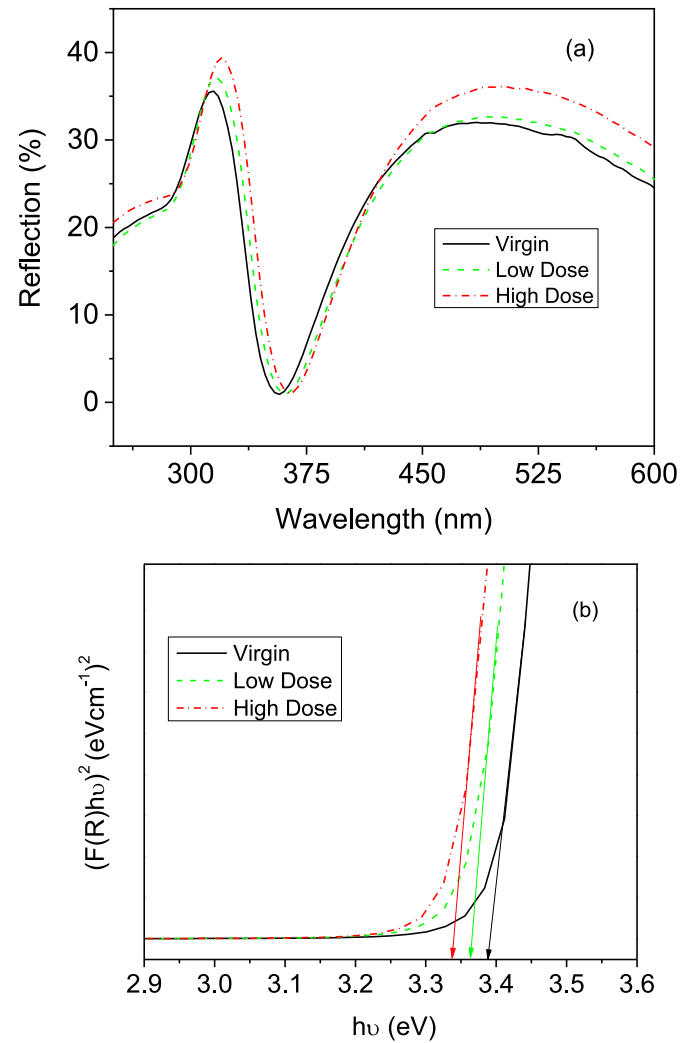 (a)
40
30
20
10
0
Reflection (%)
Virgin
Low Dose
High Dose
300 375 450 525 600
Wavelength (nm)
(b)
Virgin
Low Dose
High Dose
(F(R)hυ)² (eVcm⁻¹)²
2.9 3.0 3.1 3.2 3.3 3.4 3.5 3.6
hυ (eV)